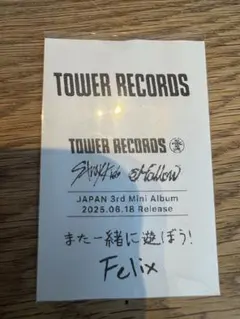 TOWER RECORDS
TOWER RECORDS
Stray Kids Hollow
JAPAN 3rd Mini Album
2025.06.18 Release
また一緒に遊ぼう!
Felix